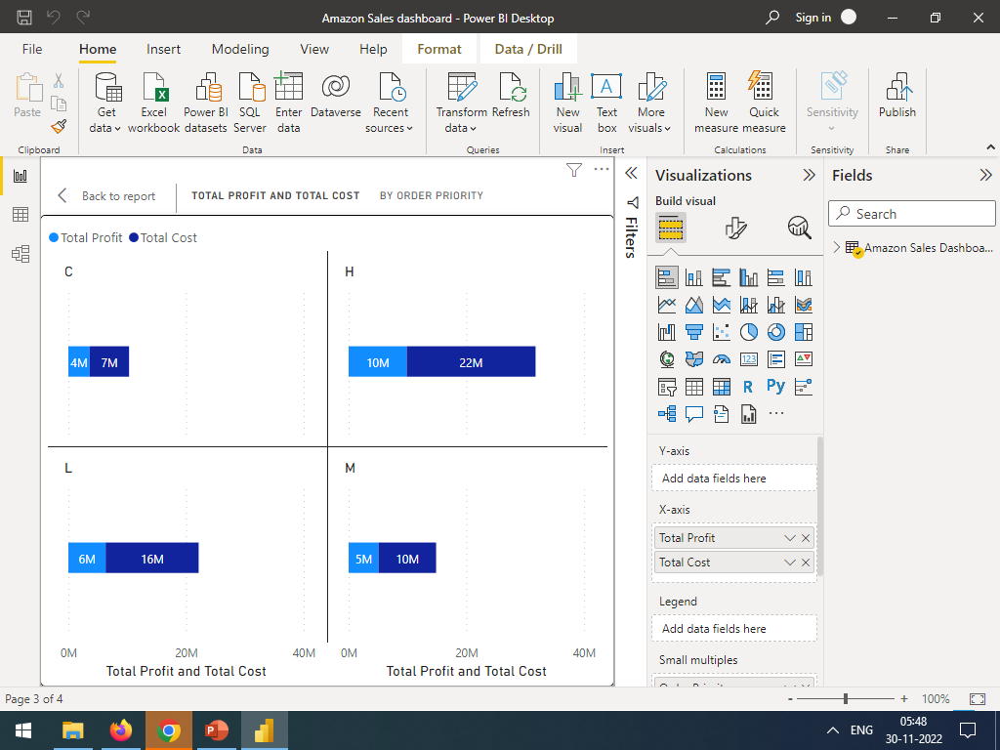 Amazon Sales dashboard - Power BI Desktop
Sign in
File Home Insert Modeling View Help Format Data / Drill
Paste
Get data
Excel workbook
Power BI datasets
SQL Server
Enter data
Dataverse
Recent sources
Transform data
Refresh
New visual
Text box
More visuals
New measure
Quick measure
Sensitivity
Publish
Clipboard Data Queries Insert Calculations Sensitivity Share
Back to report
TOTAL PROFIT AND TOTAL COST BY ORDER PRIORITY
Total Profit Total Cost
C
4M 7M
H
10M 22M
L
6M 16M
M
5M 10M
0M 20M 40M 0M 20M 40M
Total Profit and Total Cost Total Profit and Total Cost
Filters
Visualizations
Build visual
123
R
Py
Y-axis
Add data fields here
X-axis
Total Profit
Total Cost
Legend
Add data fields here
Small multiples
Fields
Search
Amazon Sales Dashboa...
Page 3 of 4
- + 100%
ENG
05:48
30-11-2022